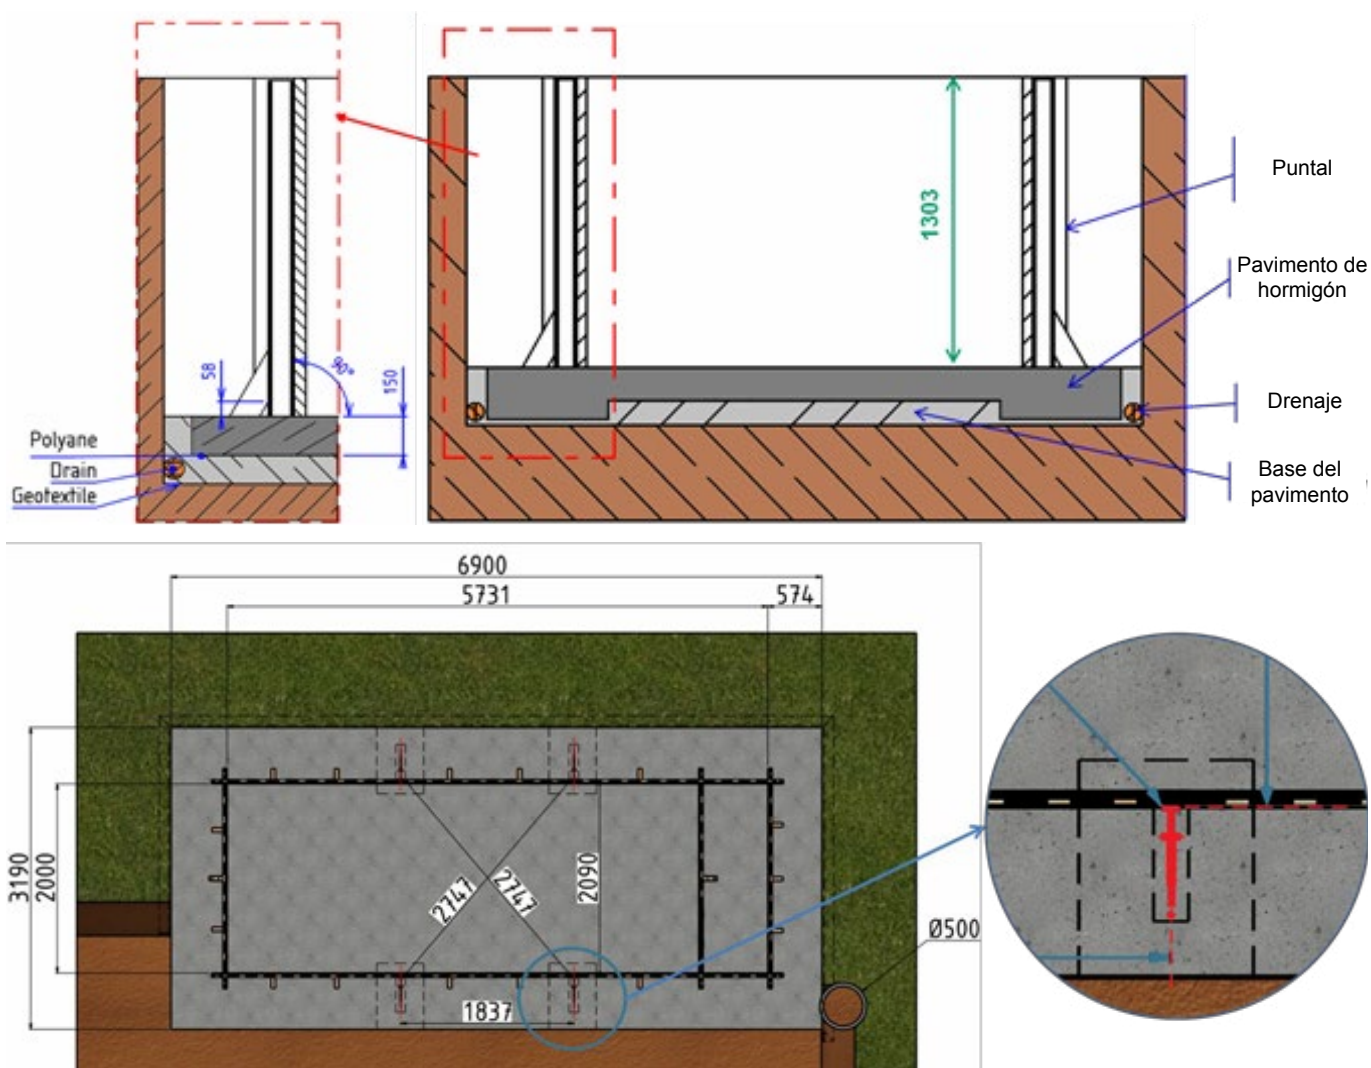 58
90°
150
Polyane
Drain
Geotextile
1303
Puntal
Pavimento de
hormigón
Drenaje
Base del
pavimento
6900
5731
574
3190
2000
2747
2747
2090
1837
Ø500